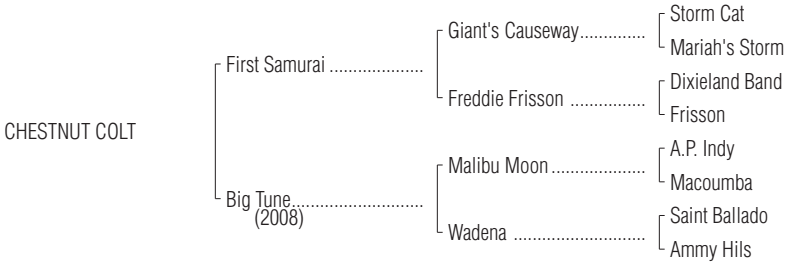 Storm Cat
Giant's Causeway..............
Mariah's Storm
First Samurai ....................
Dixieland Band
Freddie Frisson ................
Frisson
CHESTNUT COLT
A.P. Indy
Malibu Moon ....................
Macoumba
Big Tune............................
(2008)
Saint Ballado
Wadena ............................
Ammy Hils